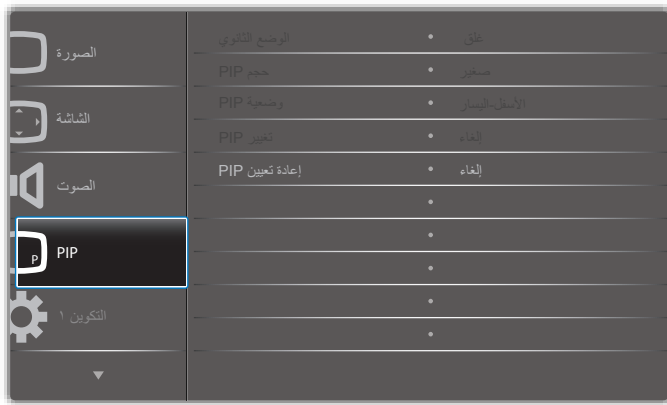 الصورة
الشاشة
الصوت
P PIP
التكوين ١
الوضع الثانوي • غلق
حجم PIP • صغير
وضعية PIP • الأسفل-اليسار
تغيير PIP • إلغاء
إعادة تعيين PIP • إلغاء